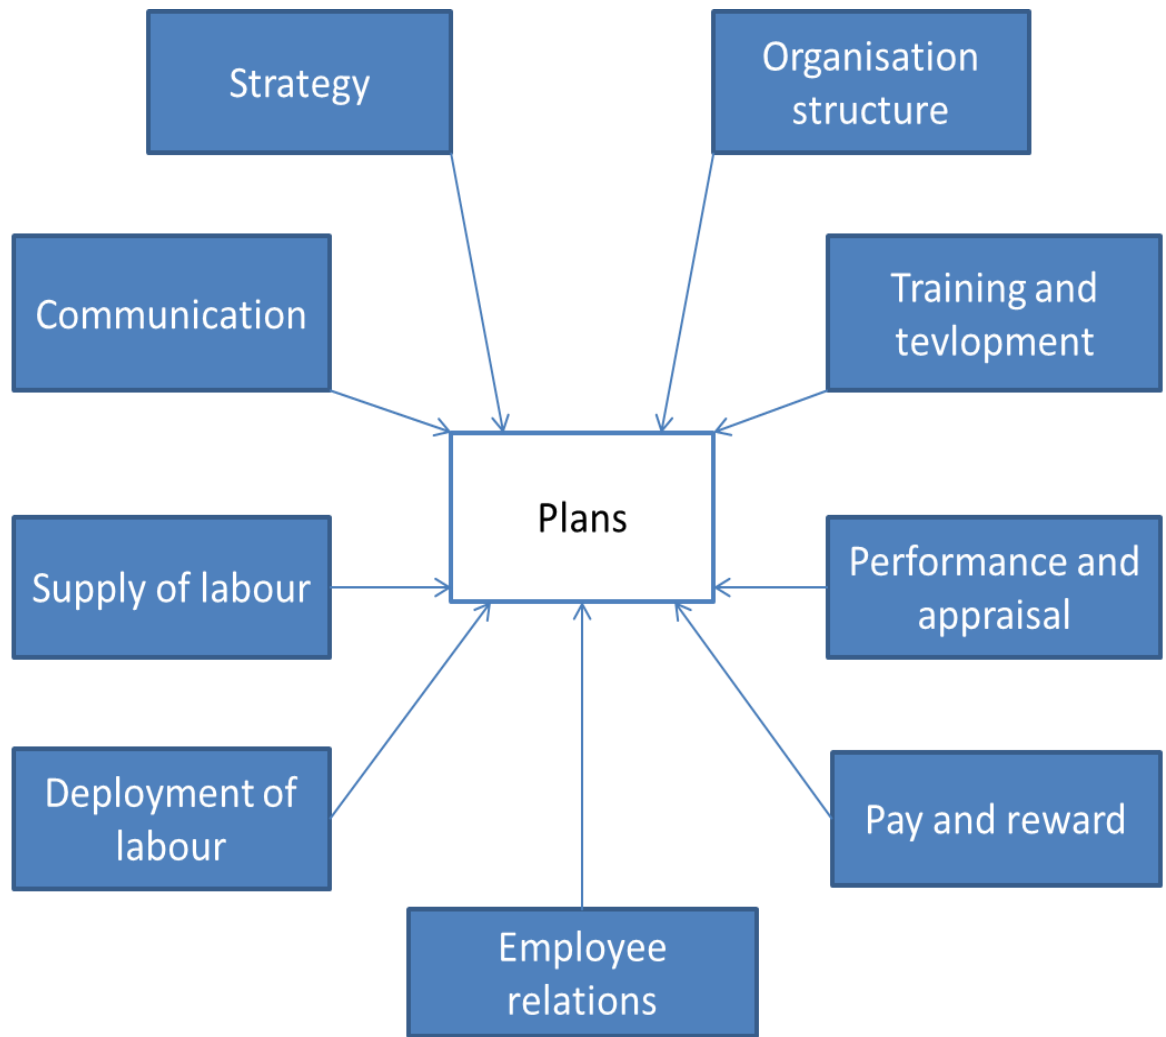 Strategy
Organisation
structure
Communication
Training and
tevlopment
Plans
Supply of labour
Performance and
appraisal
Deployment of
labour
Pay and reward
Employee
relations